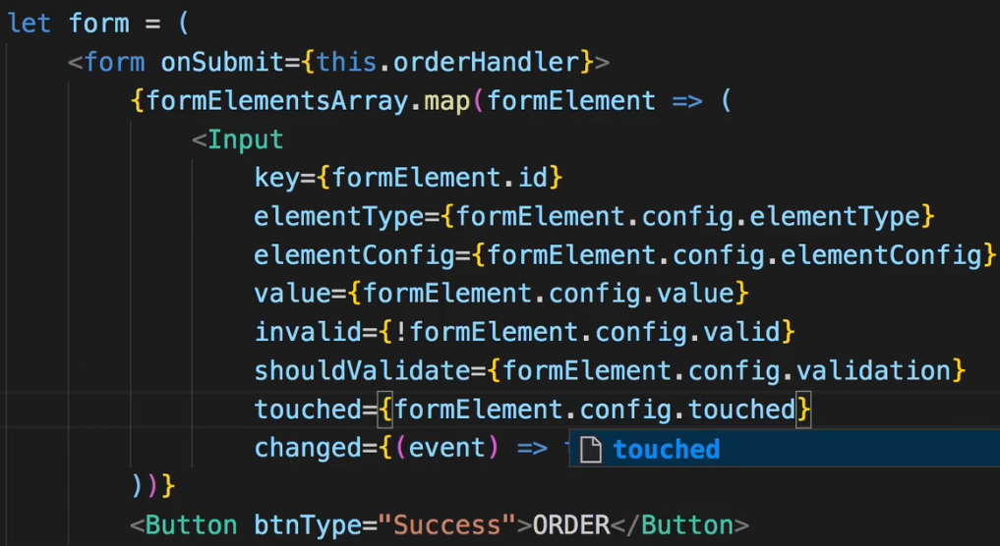 let form = (
<form onSubmit={this.orderHandler}>
{formElementsArray.map(formElement => (
<Input
key={formElement.id}
elementType={formElement.config.elementType}
elementConfig={formElement.config.elementConfig}
value={formElement.config.value}
invalid={!formElement.config.valid}
shouldValidate={formElement.config.validation}
touched={formElement.config.touched}
changed={(event) =>
touched
))}
<Button btnType="Success">ORDER</Button>